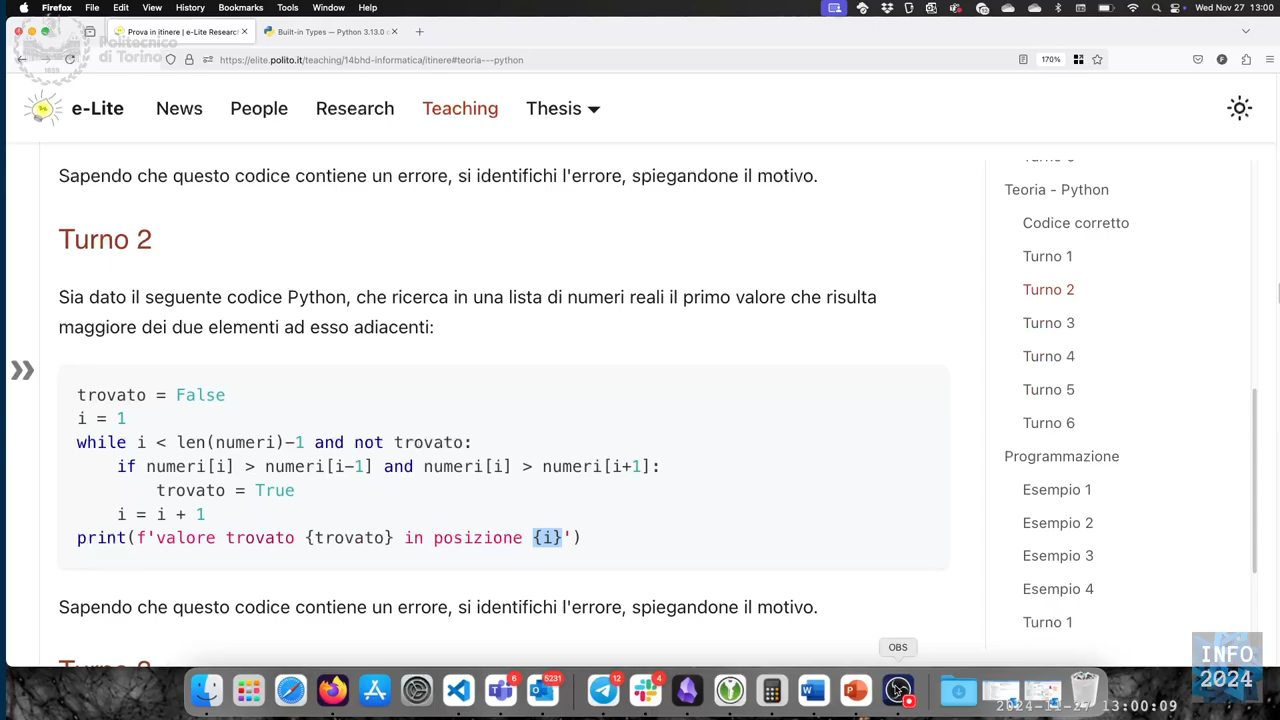 Firefox File Edit View History Bookmarks Tools Window Help
Wed Nov 27 13:00
Politecnico
di Torino
Prova in itinere | e-Lite Researc
Built-in Types — Python 3.13.0
https://elite.polito.it/teaching/14bhd-informatica/itinere#teoria---python
170%
e-Lite News People Research Teaching Thesis
Sapendo che questo codice contiene un errore, si identifichi l'errore, spiegandone il motivo.
Turno 2
Sia dato il seguente codice Python, che ricerca in una lista di numeri reali il primo valore che risulta
maggiore dei due elementi ad esso adiacenti:
trovato = False
i = 1
while i < len(numeri)-1 and not trovato:
if numeri[i] > numeri[i-1] and numeri[i] > numeri[i+1]:
trovato = True
i = i + 1
print(f'valore trovato {trovato} in posizione {i}')
Sapendo che questo codice contiene un errore, si identifichi l'errore, spiegandone il motivo.
Teoria - Python
Codice corretto
Turno 1
Turno 2
Turno 3
Turno 4
Turno 5
Turno 6
Programmazione
Esempio 1
Esempio 2
Esempio 3
Esempio 4
Turno 1
OBS
6
5231
12
4
INFO
2024
2024-11-27 13:00:09